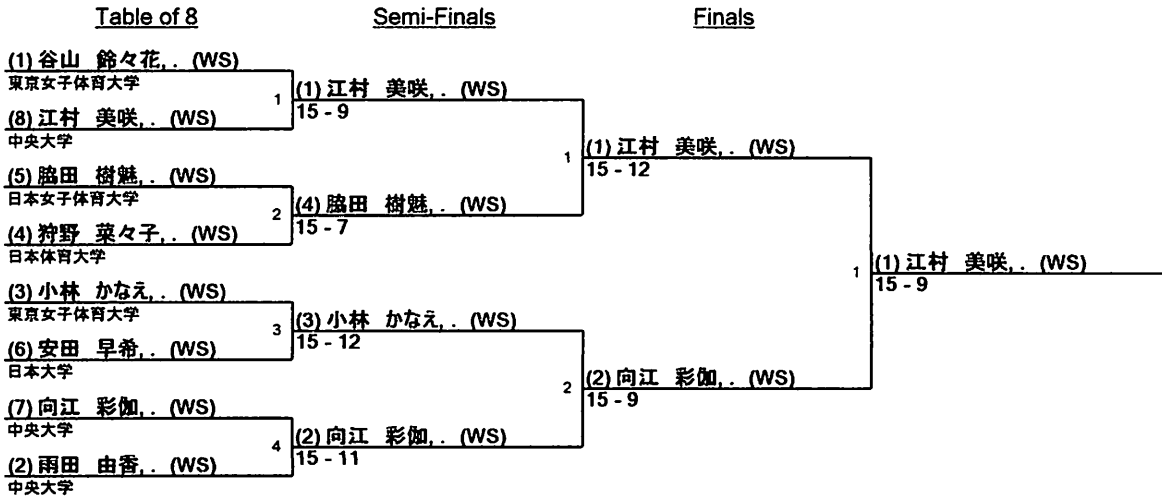 Table of 8
Semi-Finals
Finals
(1) 谷山 鈴々花, . (WS)
東京女子体育大学
1
(1) 江村 美咲, . (WS)
15 - 9
(8) 江村 美咲, . (WS)
中央大学
1
(1) 江村 美咲, . (WS)
15 - 12
(5) 脇田 樹魅, . (WS)
日本女子体育大学
2
(4) 脇田 樹魅, . (WS)
15 - 7
(4) 狩野 菜々子, . (WS)
日本体育大学
1
(1) 江村 美咲, . (WS)
15 - 9
(3) 小林 かなえ, . (WS)
東京女子体育大学
3
(3) 小林 かなえ, . (WS)
15 - 12
(6) 安田 早希, . (WS)
日本大学
2
(2) 向江 彩伽, . (WS)
15 - 9
(7) 向江 彩伽, . (WS)
中央大学
4
(2) 向江 彩伽, . (WS)
15 - 11
(2) 雨田 由香, . (WS)
中央大学